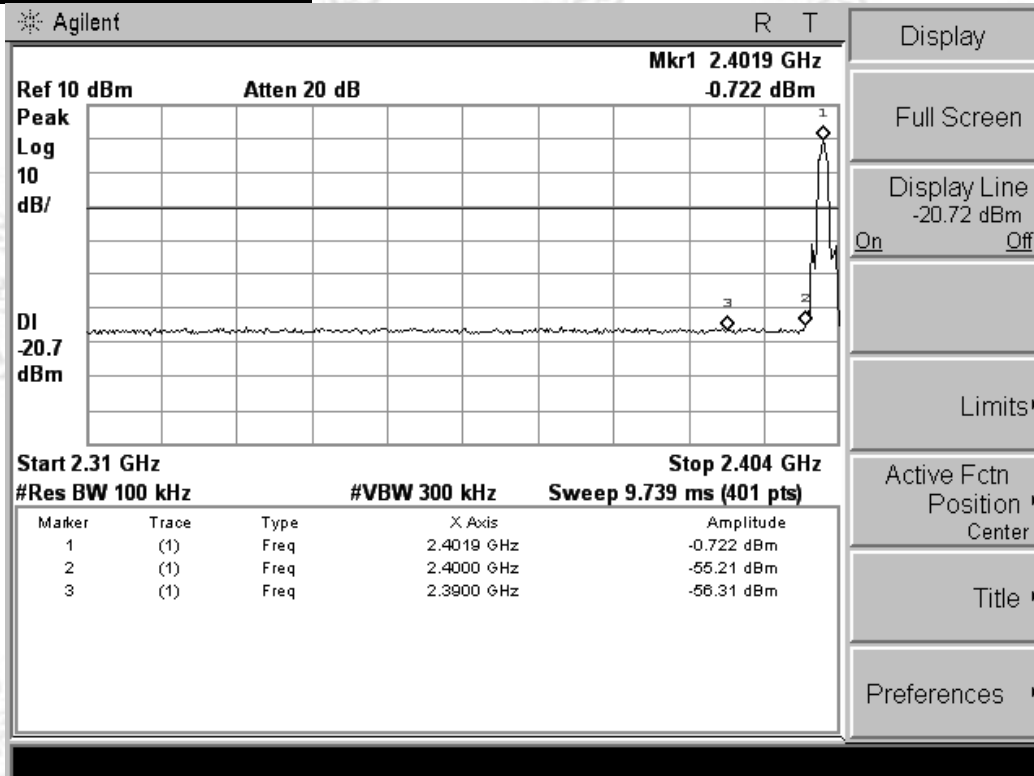 Agilent R T
Mkr1 2.4019 GHz
Ref 10 dBm Atten 20 dB -0.722 dBm
Peak
Log
10
dB/
1
3
2
DI
-20.7
dBm
Start 2.31 GHz Stop 2.404 GHz
#Res BW 100 kHz #VBW 300 kHz Sweep 9.739 ms (401 pts)
Marker Trace Type X Axis Amplitude
1 (1) Freq 2.4019 GHz -0.722 dBm
2 (1) Freq 2.4000 GHz -55.21 dBm
3 (1) Freq 2.3900 GHz -56.31 dBm
Display
Full Screen
Display Line
-20.72 dBm
On Off
Limits
Active Fctn
Position
Center
Title
Preferences